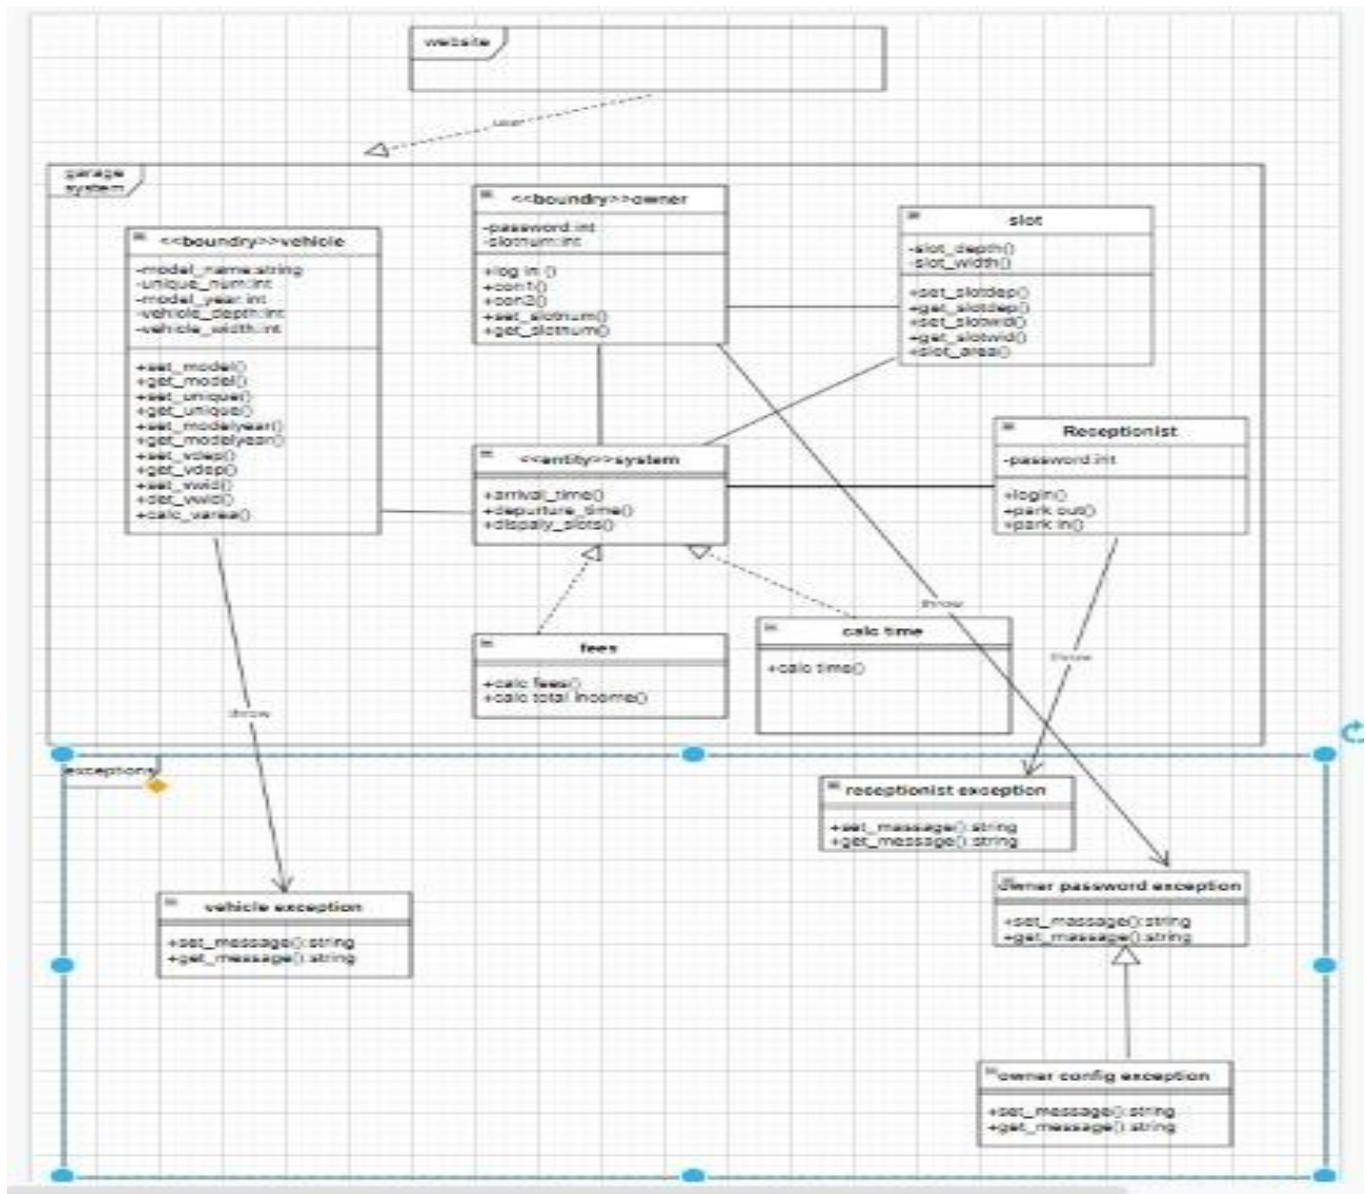 website
user
garage
system
<<boundry>>vehicle
-model_name:string
-unique_num:int
-model_year:int
-vehicle_depth:int
-vehicle_width:int
+set_model()
+get_model()
+set_unique()
+get_unique()
+set_modelyear()
+get_modelyear()
+set_vdep()
+get_vdep()
+set_vwid()
+det_vwid()
+calc_varea()
<<boundry>>owner
-password:int
-slotnum:int
+log in ()
+con1()
+con2()
+set_slotnum()
+get_slotnum()
slot
-slot_depth()
-slot_width()
+set_slotdep()
+get_slotdep()
+set_slotwid()
+get_slotwid()
+slot_area()
<<entity>>system
+arrival_time()
+depurture_time()
+dispaly_slots()
Receptionist
-password:int
+login()
+park out()
+park in()
fees
+calc fees()
+calc total income()
calc time
+calc time()
throw
throw
throw
exceptions
receptionist exception
+set_massage():string
+get_message():string
owner password exception
+set_massage():string
+get_massage():string
vehicle exception
+set_message():string
+get_message():string
owner config exception
+set_message():string
+get_message():string